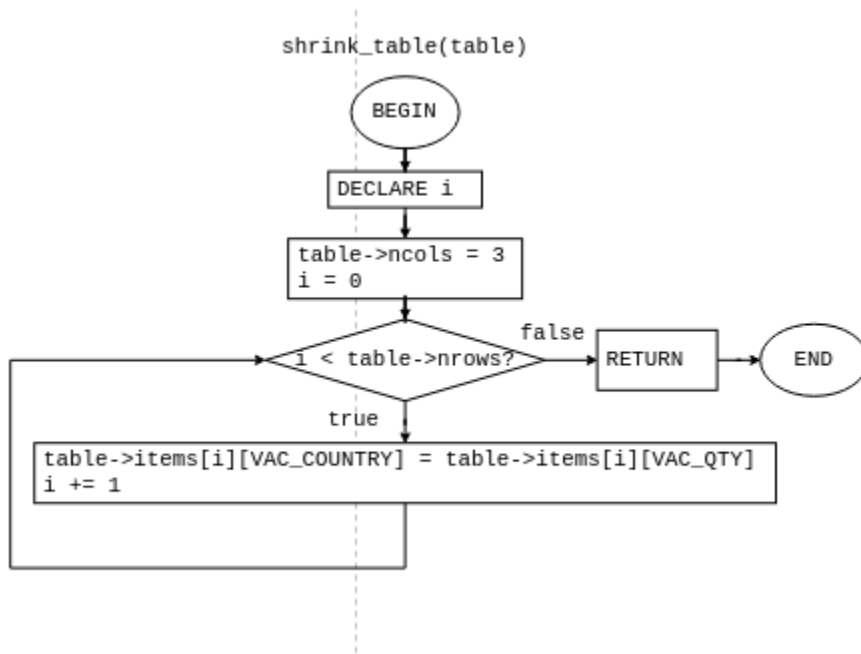 shrink_table(table)
BEGIN
DECLARE i
table->ncols = 3
i = 0
i < table->nrows?
false
RETURN
END
true
table->items[i][VAC_COUNTRY] = table->items[i][VAC_QTY]
i += 1